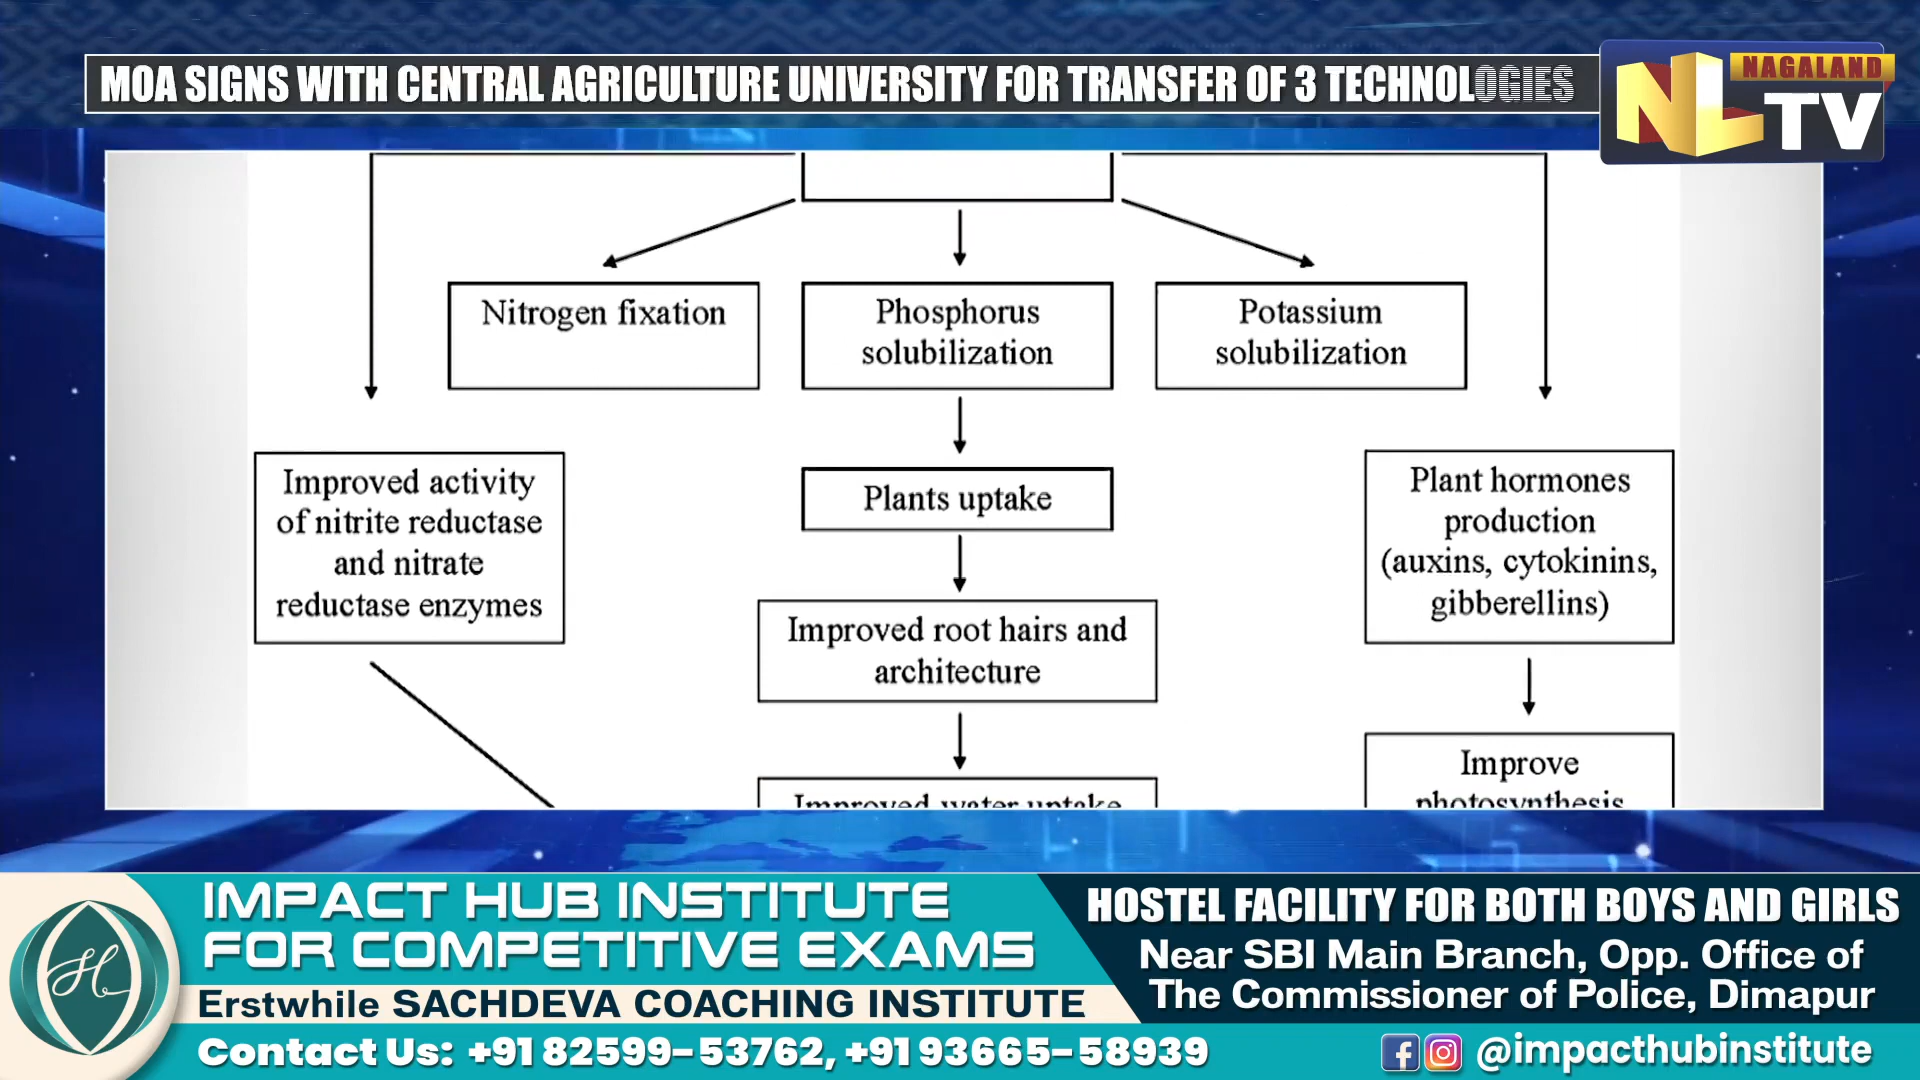 MOA SIGNS WITH CENTRAL AGRICULTURE UNIVERSITY FOR TRANSFER OF 3 TECHNOLOGIES
NAGALAND
NL TV
Nitrogen fixation
Phosphorus
solubilization
Potassium
solubilization
Improved activity
of nitrite reductase
and nitrate
reductase enzymes
Plants uptake
Plant hormones
production
(auxins, cytokinins,
gibberellins)
Improved root hairs and
architecture
Improved water uptake
Improve
photosynthesis
IMPACT HUB INSTITUTE
FOR COMPETITIVE EXAMS
Erstwhile SACHDEVA COACHING INSTITUTE
HOSTEL FACILITY FOR BOTH BOYS AND GIRLS
Near SBI Main Branch, Opp. Office of
The Commissioner of Police, Dimapur
Contact Us: +91 82599-53762, +91 93665-58939
@impacthubinstitute